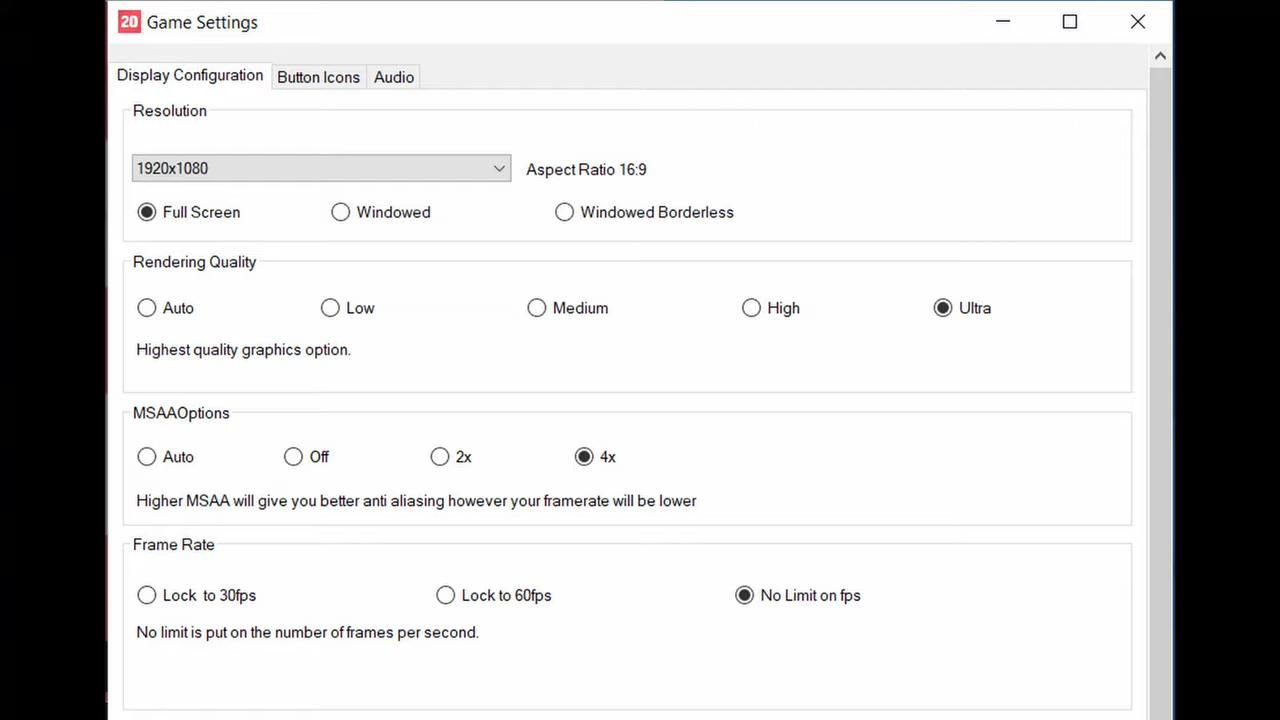 20 Game Settings
Display Configuration Button Icons Audio
Resolution
1920x1080 Aspect Ratio 16:9
Full Screen Windowed Windowed Borderless
Rendering Quality
Auto Low Medium High Ultra
Highest quality graphics option.
MSAAOptions
Auto Off 2x 4x
Higher MSAA will give you better anti aliasing however your framerate will be lower
Frame Rate
Lock to 30fps Lock to 60fps No Limit on fps
No limit is put on the number of frames per second.